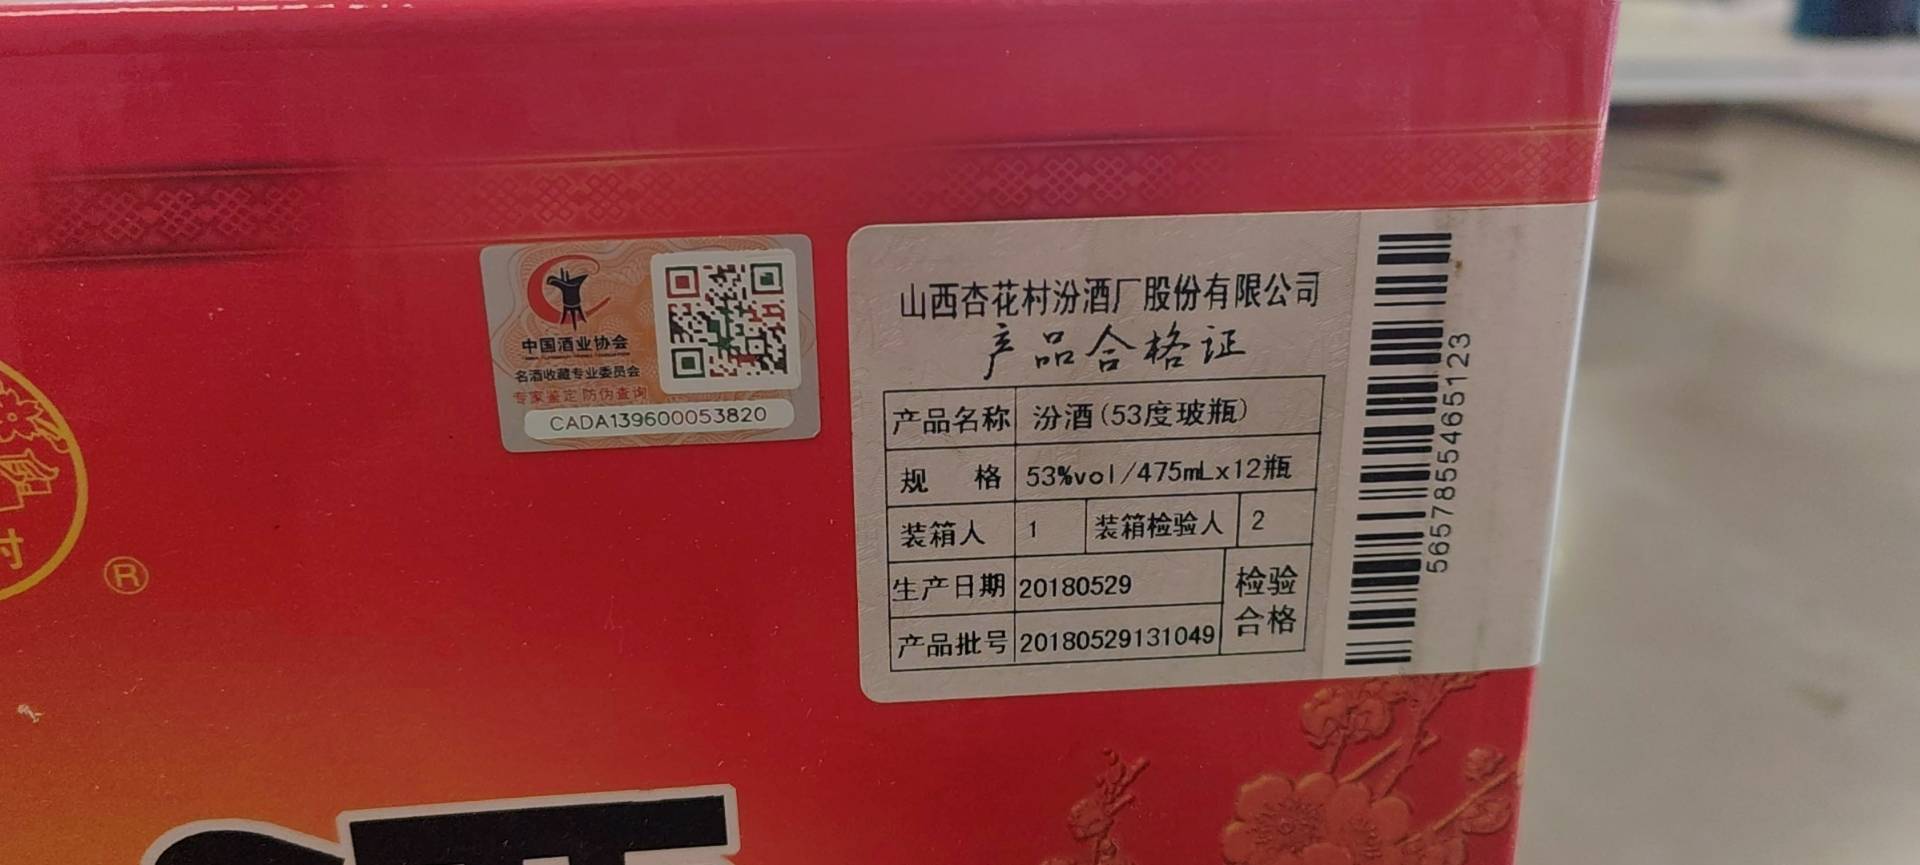 中国酒业协会
名酒收藏专业委员会
专家鉴定 防伪查询
CADA139600053820
山西杏花村汾酒厂股份有限公司
产品合格证
产品名称 汾酒(53度玻瓶)
规 格 53%vol/475mLx12瓶
装箱人 1 装箱检验人 2
生产日期 20180529 检验合格
产品批号 20180529131049
5657855465123
村
®